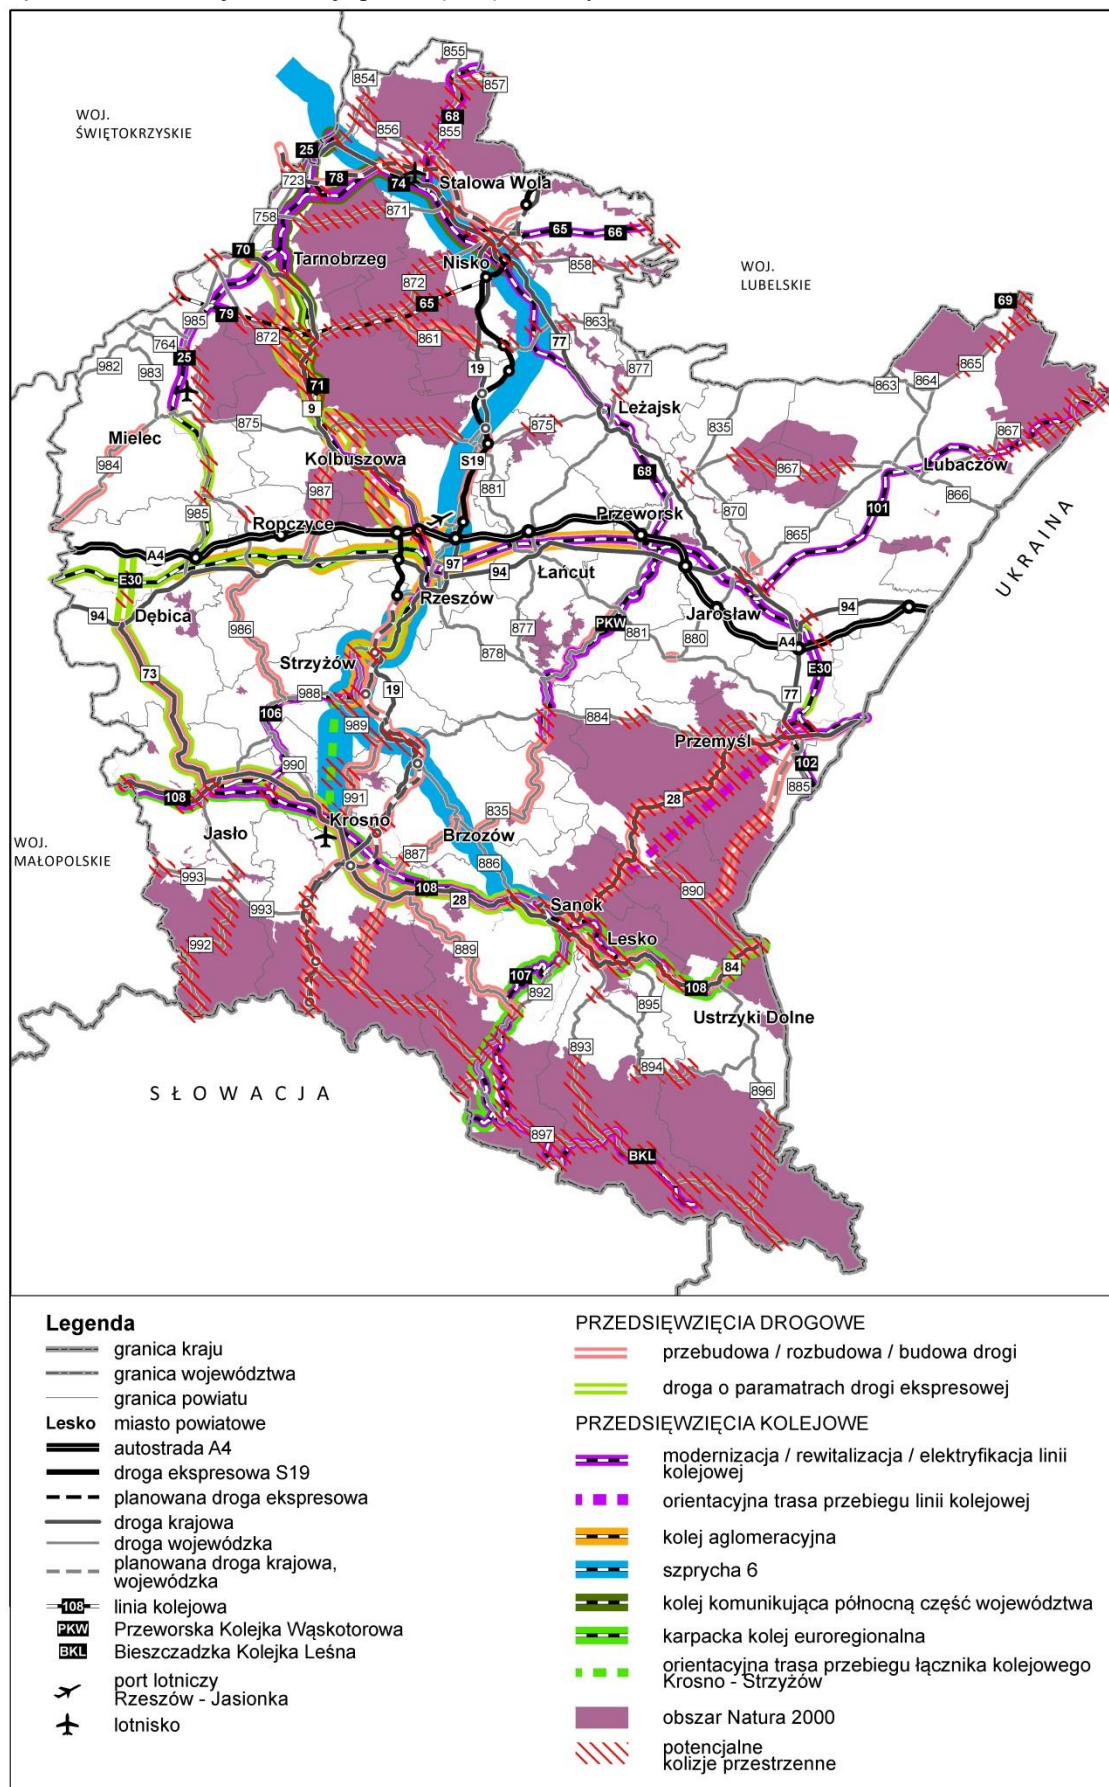 WOJ.
ŚWIĘTOKRZYSKIE
855
854
857
68
856
855
25
723
78
74
Stalowa Wola
758
871
65
66
70
Tarnobrzeg
Nisko
858
872
WOJ.
LUBELSKIE
65
69
79
985
872
861
863
77
764
865
982
983
25
19
877
863
864
71
9
Leżajsk
875
875
835
867
Mielec
Kolbuszowa
S19
867
Lubaczów
984
987
881
68
866
985
Ropczyce
Przeworsk
870
101
865
A4
97
94
Łańcut
UKRAINA
E30
Rzeszów
94
Dębica
PKW
Jarosław
94
986
877
881
880
A4
878
Strzyżów
E30
73
988
19
77
106
989
884
Przemyśl
102
990
885
108
991
28
Jasło
Krosno
835
WOJ.
MAŁOPOLSKIE
Brzozów
887
886
993
108
28
890
993
Sanok
992
Lesko
889
84
107
892
108
895
Ustrzyki Dolne
893
894
SŁOWACJA
896
897
BKL
Legenda
granica kraju
granica województwa
granica powiatu
Lesko miasto powiatowe
autostrada A4
droga ekspresowa S19
planowana droga ekspresowa
droga krajowa
droga wojewódzka
planowana droga krajowa,
wojewódzka
108 linia kolejowa
PKW Przeworska Kolejka Wąskotorowa
BKL Bieszczadzka Kolejka Leśna
port lotniczy
Rzeszów - Jasionka
lotnisko
PRZEDSIĘWZIĘCIA DROGOWE
przebudowa / rozbudowa / budowa drogi
droga o paramatrach drogi ekspresowej
PRZEDSIĘWZIĘCIA KOLEJOWE
modernizacja / rewitalizacja / elektryfikacja linii
kolejowej
orientacyjna trasa przebiegu linii kolejowej
kolej aglomeracyjna
szprycha 6
kolej komunikująca północną część województwa
karpacka kolej euroregionalna
orientacyjna trasa przebiegu łącznika kolejowego
Krosno - Strzyżów
obszar Natura 2000
potencjalne
kolizje przestrzenne